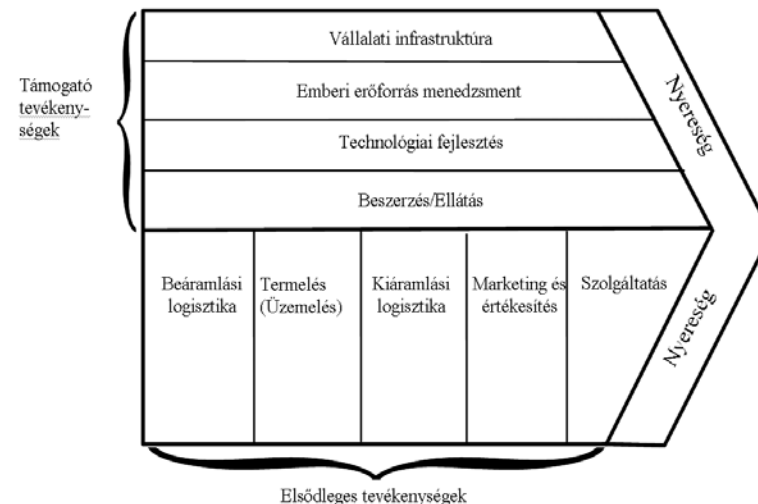 Vállalati infrastruktúra
Támogató
tevékeny-
ségek
Emberi erőforrás menedzsment
Technológiai fejlesztés
Beszerzés/Ellátás
Nyereség
Beáramlási
logisztika
Termelés
(Üzemelés)
Kiáramlási
logisztika
Marketing és
értékesítés
Szolgáltatás
Nyereség
Elsődleges tevékenységek